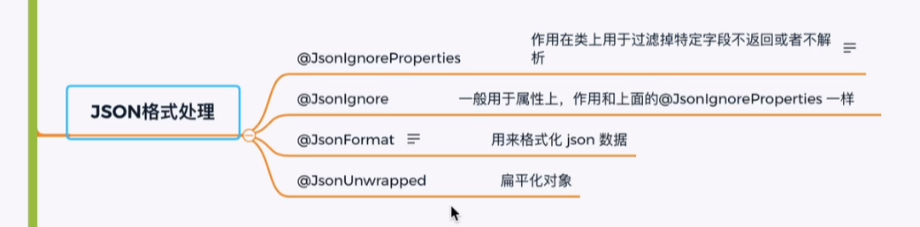 JSON格式处理
@JsonIgnoreProperties
作用在类上用于过滤掉特定字段不返回或者不解
析
@JsonIgnore
一般用于属性上，作用和上面的@JsonIgnoreProperties 一样
@JsonFormat
用来格式化 json 数据
@JsonUnwrapped
扁平化对象